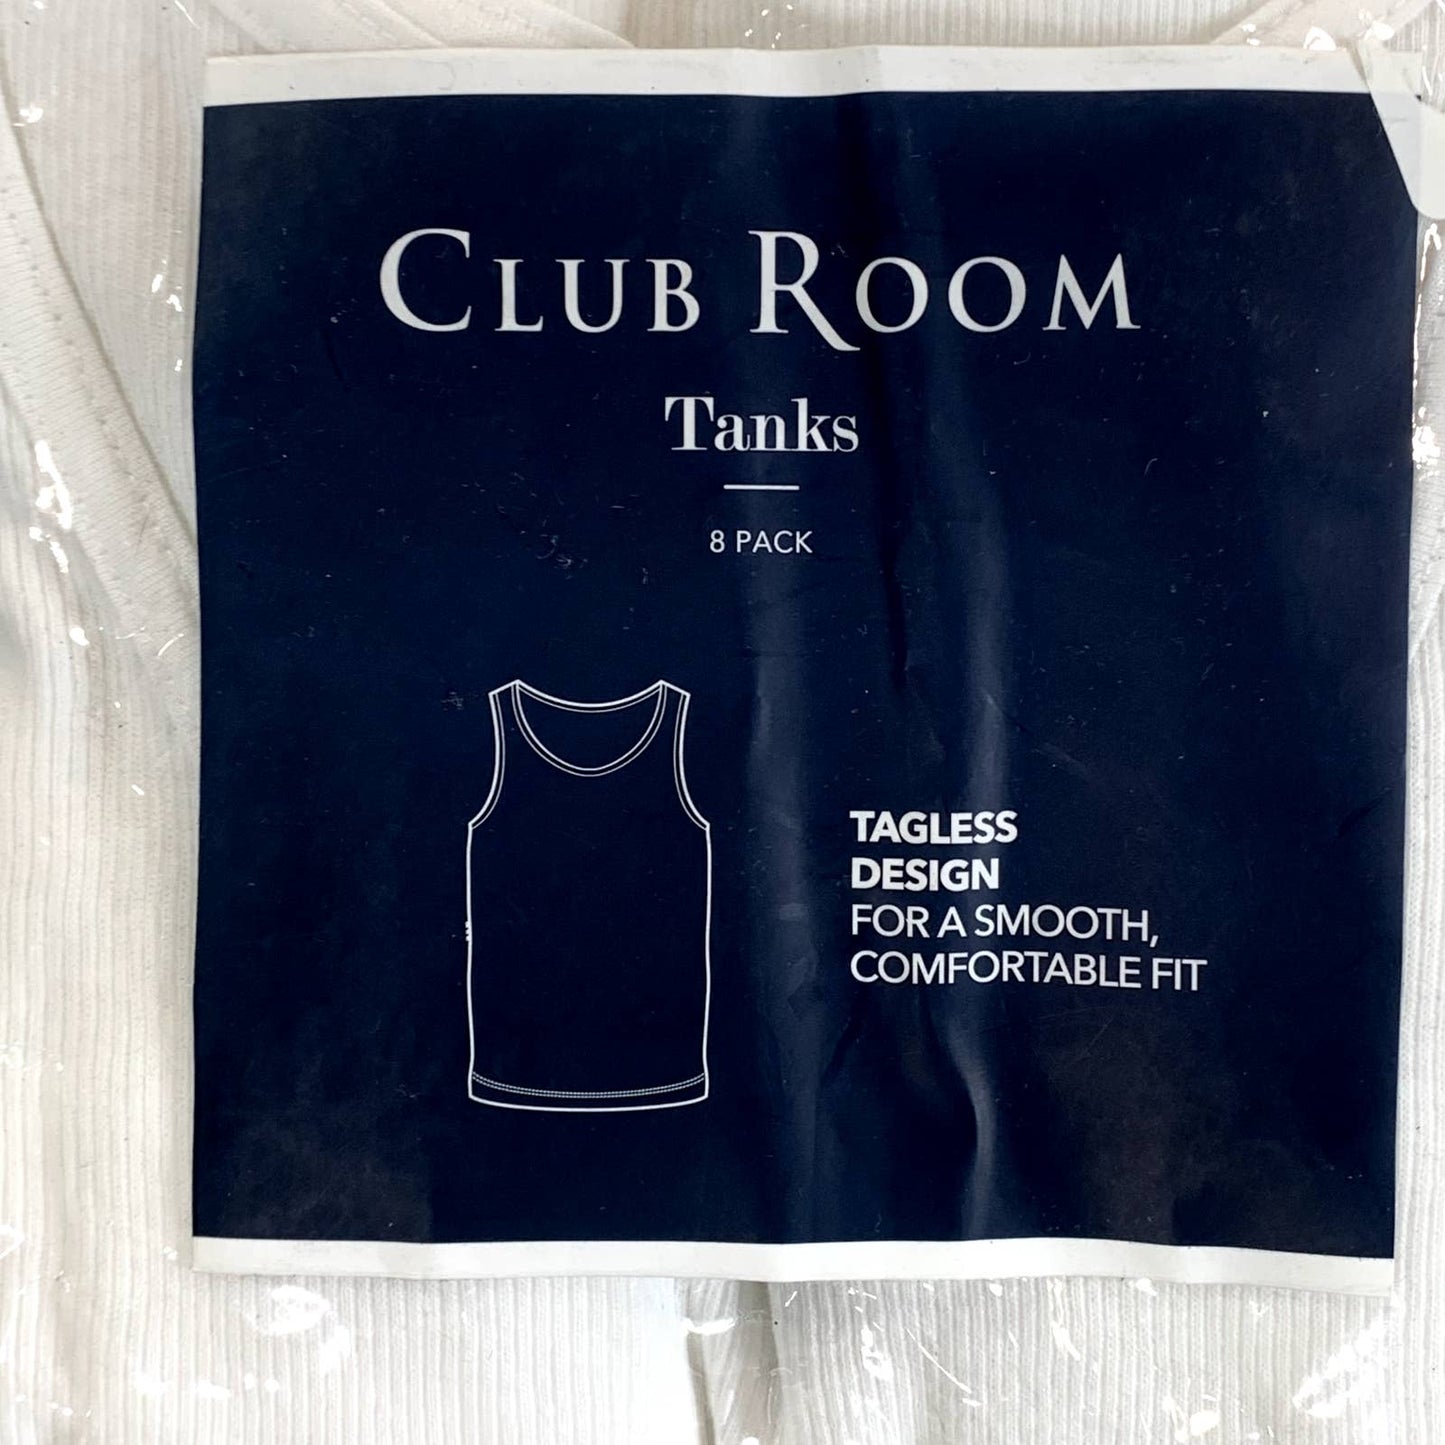 CLUB ROOM
Tanks
8 PACK
TAGLESS
DESIGN
FOR A SMOOTH,
COMFORTABLE FIT